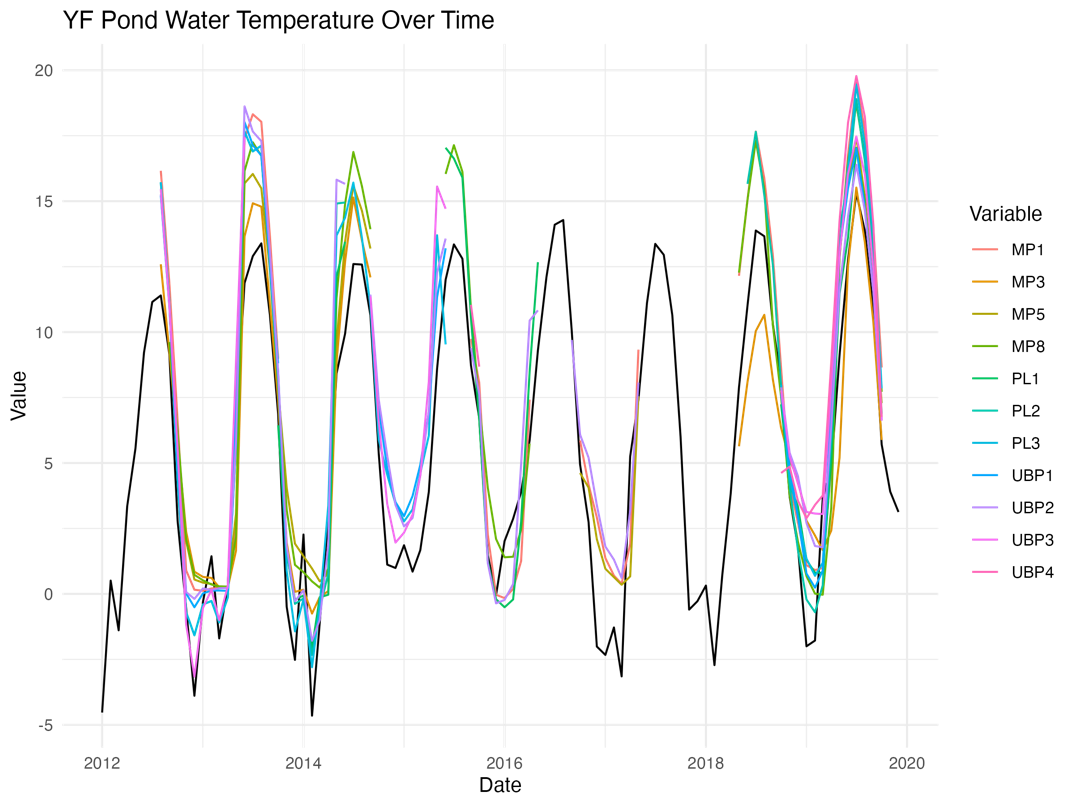 YF Pond Water Temperature Over Time
Value
20
15
10
5
0
-5
2012
2014
2016
2018
2020
Date
Variable
MP1
MP3
MP5
MP8
PL1
PL2
PL3
UBP1
UBP2
UBP3
UBP4